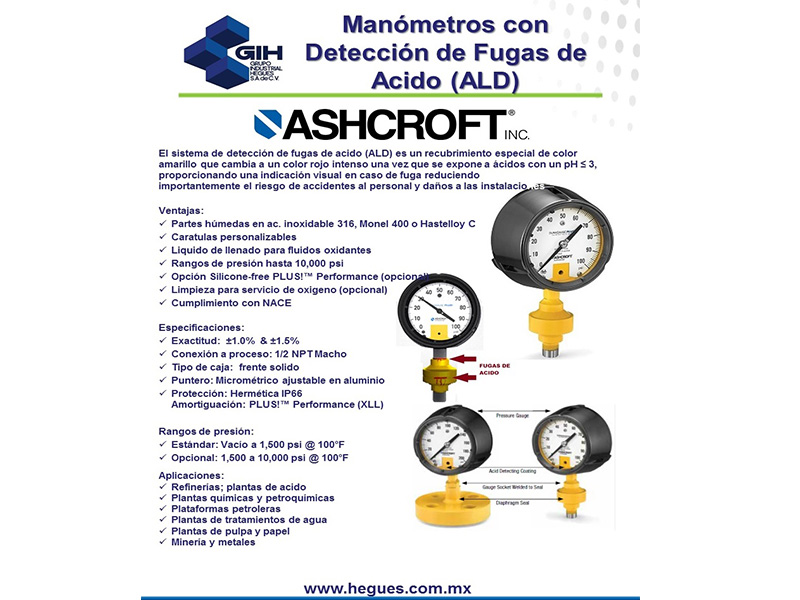 GIH
GRUPO
INDUSTRIAL
HEGUES
S.A de C.V.
Manómetros con
Detección de Fugas de
Acido (ALD)
ASHCROFT® INC.
El sistema de detección de fugas de acido (ALD) es un recubrimiento especial de color
amarillo que cambia a un color rojo intenso una vez que se expone a ácidos con un pH ≤ 3,
proporcionando una indicación visual en caso de fuga reduciendo
importantemente el riesgo de accidentes al personal y daños a las instalaciones
Ventajas:
✓ Partes húmedas en ac. inoxidable 316, Monel 400 o Hastelloy C
✓ Caratulas personalizables
✓ Liquido de llenado para fluidos oxidantes
✓ Rangos de presión hasta 10,000 psi
✓ Opción Silicone-free PLUS!™ Performance (opcional)
✓ Limpieza para servicio de oxigeno (opcional)
✓ Cumplimiento con NACE
Especificaciones:
✓ Exactitud: ±1.0% & ±1.5%
✓ Conexión a proceso: 1/2 NPT Macho
✓ Tipo de caja: frente solido
✓ Puntero: Micrométrico ajustable en aluminio
✓ Protección: Hermética IP66
Amortiguación: PLUS!™ Performance (XLL)
Rangos de presión:
✓ Estándar: Vacío a 1,500 psi @ 100°F
✓ Opcional: 1,500 a 10,000 psi @ 100°F
Aplicaciones:
✓ Refinerías; plantas de acido
✓ Plantas químicas y petroquímicas
✓ Plataformas petroleras
✓ Plantas de tratamientos de agua
✓ Plantas de pulpa y papel
✓ Minería y metales
ASHCROFT
FUGAS DE
ACIDO
Pressure Gauge
Acid Detecting Coating
Gauge Socket Welded to Seal
Diaphragm Seal
www.hegues.com.mx